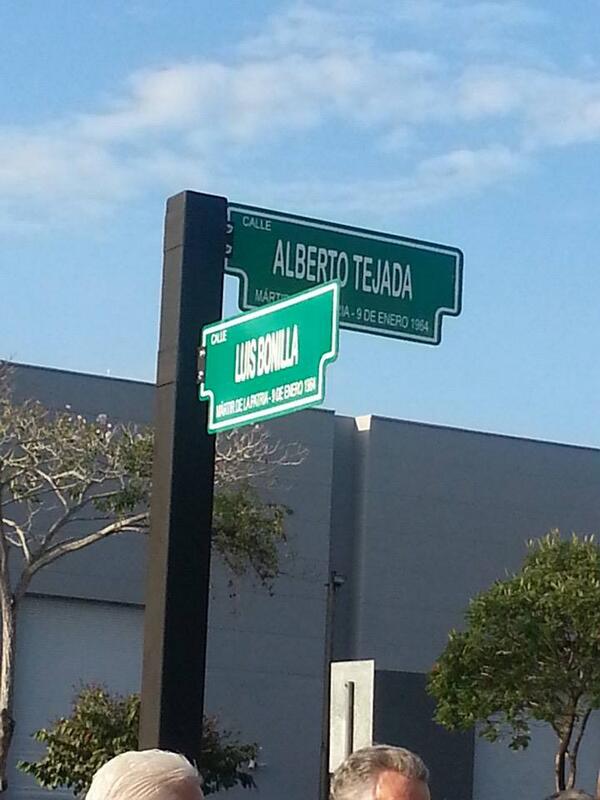 CALLE
ALBERTO TEJADA
9 DE ENERO 1964
CALLE
LUIS BONILLA
MÁRTIR DE LA PATRIA - 9 DE ENERO 1964